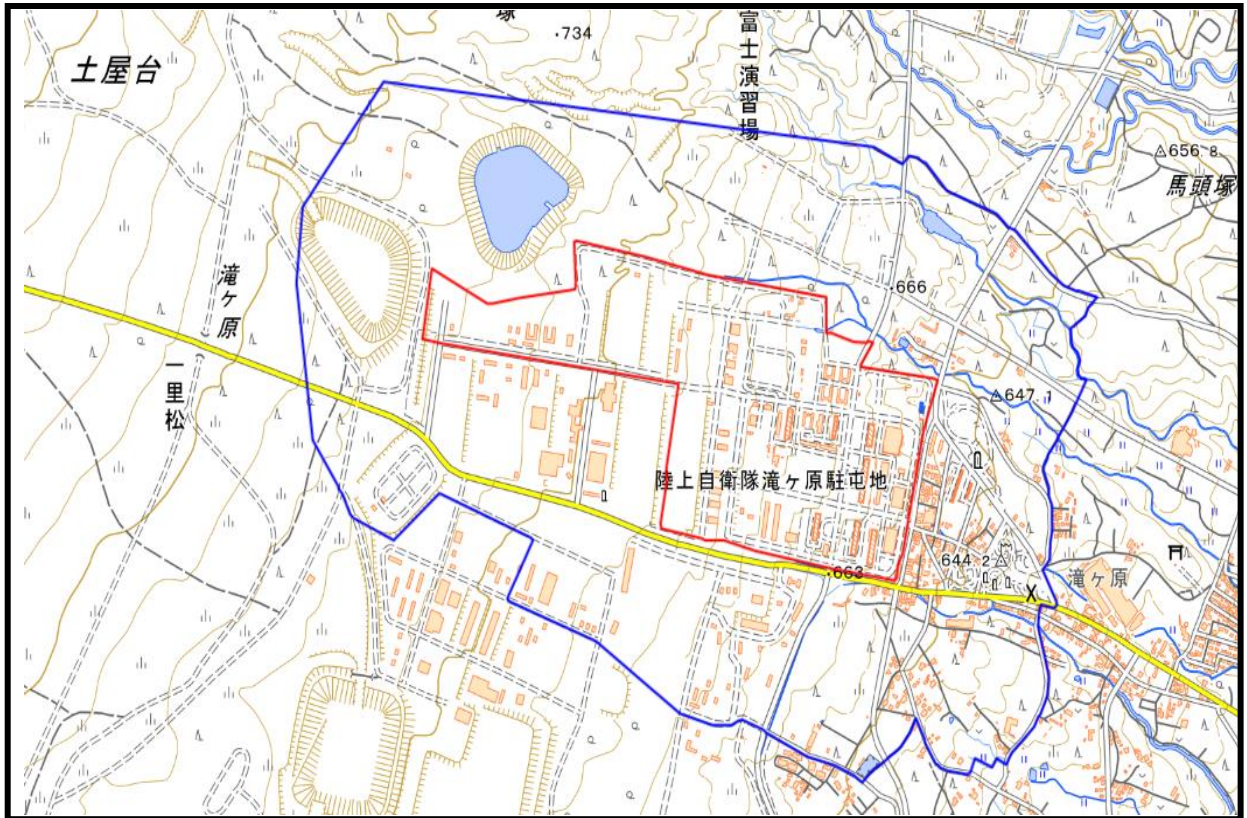 塚
・734
富士演習場
土屋台
△656.8
馬頭塚
滝ヶ原
・666
一里松
△647.1
陸上自衛隊滝ヶ原駐屯地
644.2△
・663
滝ヶ原